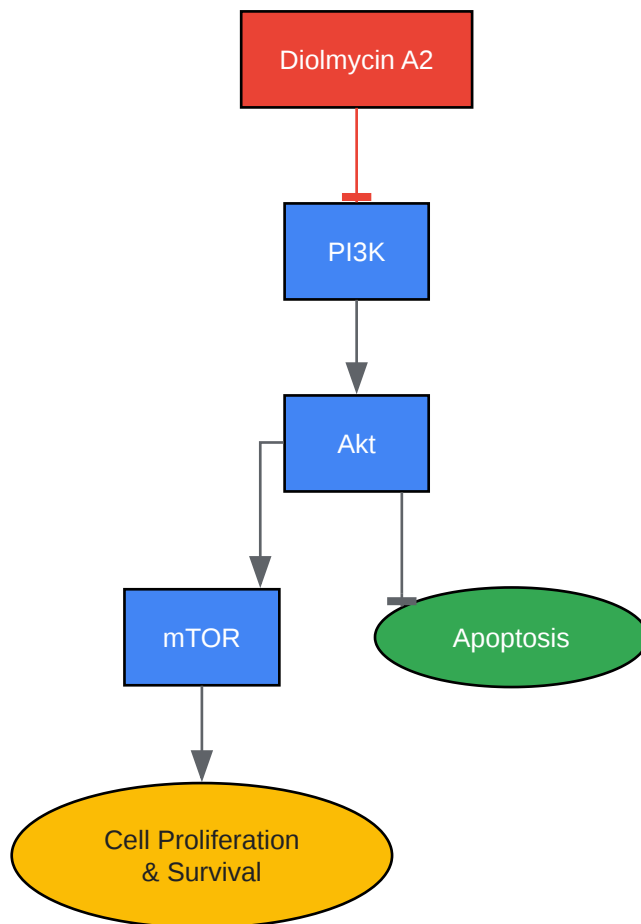 Diolmycin A2
PI3K
Akt
mTOR
Apoptosis
Cell Proliferation
& Survival